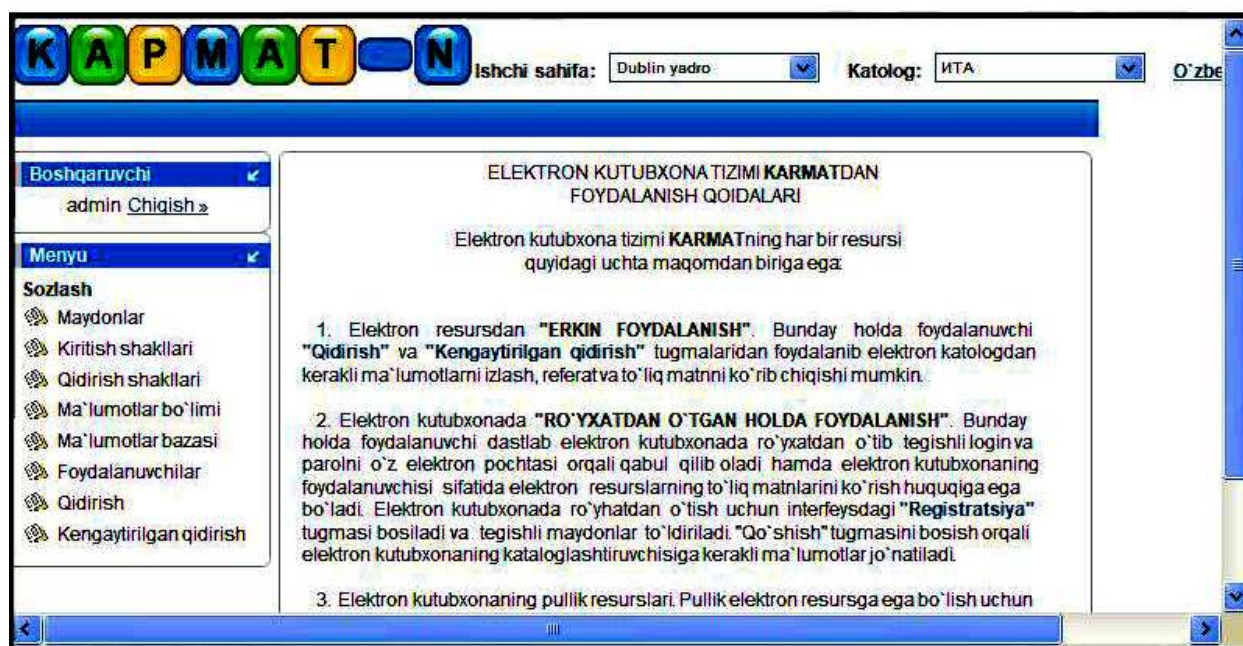 КАРМАТ-N
Ishchi sahifa: Dublin yadro Katolog: ИТА O`zbe
Boshqaruvchi
admin Chiqish »
Menyu
Sozlash
Maydonlar
Kiritish shakllari
Qidirish shakllari
Ma`lumotlar bo`limi
Ma`lumotlar bazasi
Foydalanuvchilar
Qidirish
Kengaytirilgan qidirish
ELEKTRON KUTUBXONA TIZIMI KARMATDAN
FOYDALANISH QOIDALARI
Elektron kutubxona tizimi KARMATning har bir resursi
quyidagi uchta maqomdan biriga ega:
1. Elektron resursdan "ERKIN FOYDALANISH". Bunday holda foydalanuvchi
"Qidirish" va "Kengaytirilgan qidirish" tugmalaridan foydalanib elektron katologdan
kerakli ma`lumotlarni izlash, referat va to`liq matnni ko`rib chiqishi mumkin.
2. Elektron kutubxonada "RO`YXATDAN O`TGAN HOLDA FOYDALANISH". Bunday
holda foydalanuvchi dastlab elektron kutubxonada ro`yxatdan o`tib tegishli login va
parolni o`z elektron pochtasi orqali qabul qilib oladi hamda elektron kutubxonaning
foydalanuvchisi sifatida elektron resurslarning to`liq matnlarini ko`rish huquqiga ega
bo`ladi. Elektron kutubxonada ro`yhatdan o`tish uchun interfeysdagi "Registratsiya"
tugmasi bosiladi va tegishli maydonlar to`ldiriladi. "Qo`shish" tugmasini bosish orqali
elektron kutubxonaning kataloglashtiruvchisiga kerakli ma`lumotlar jo`natiladi.
3. Elektron kutubxonaning pullik resurslari. Pullik elektron resursga ega bo`lish uchun